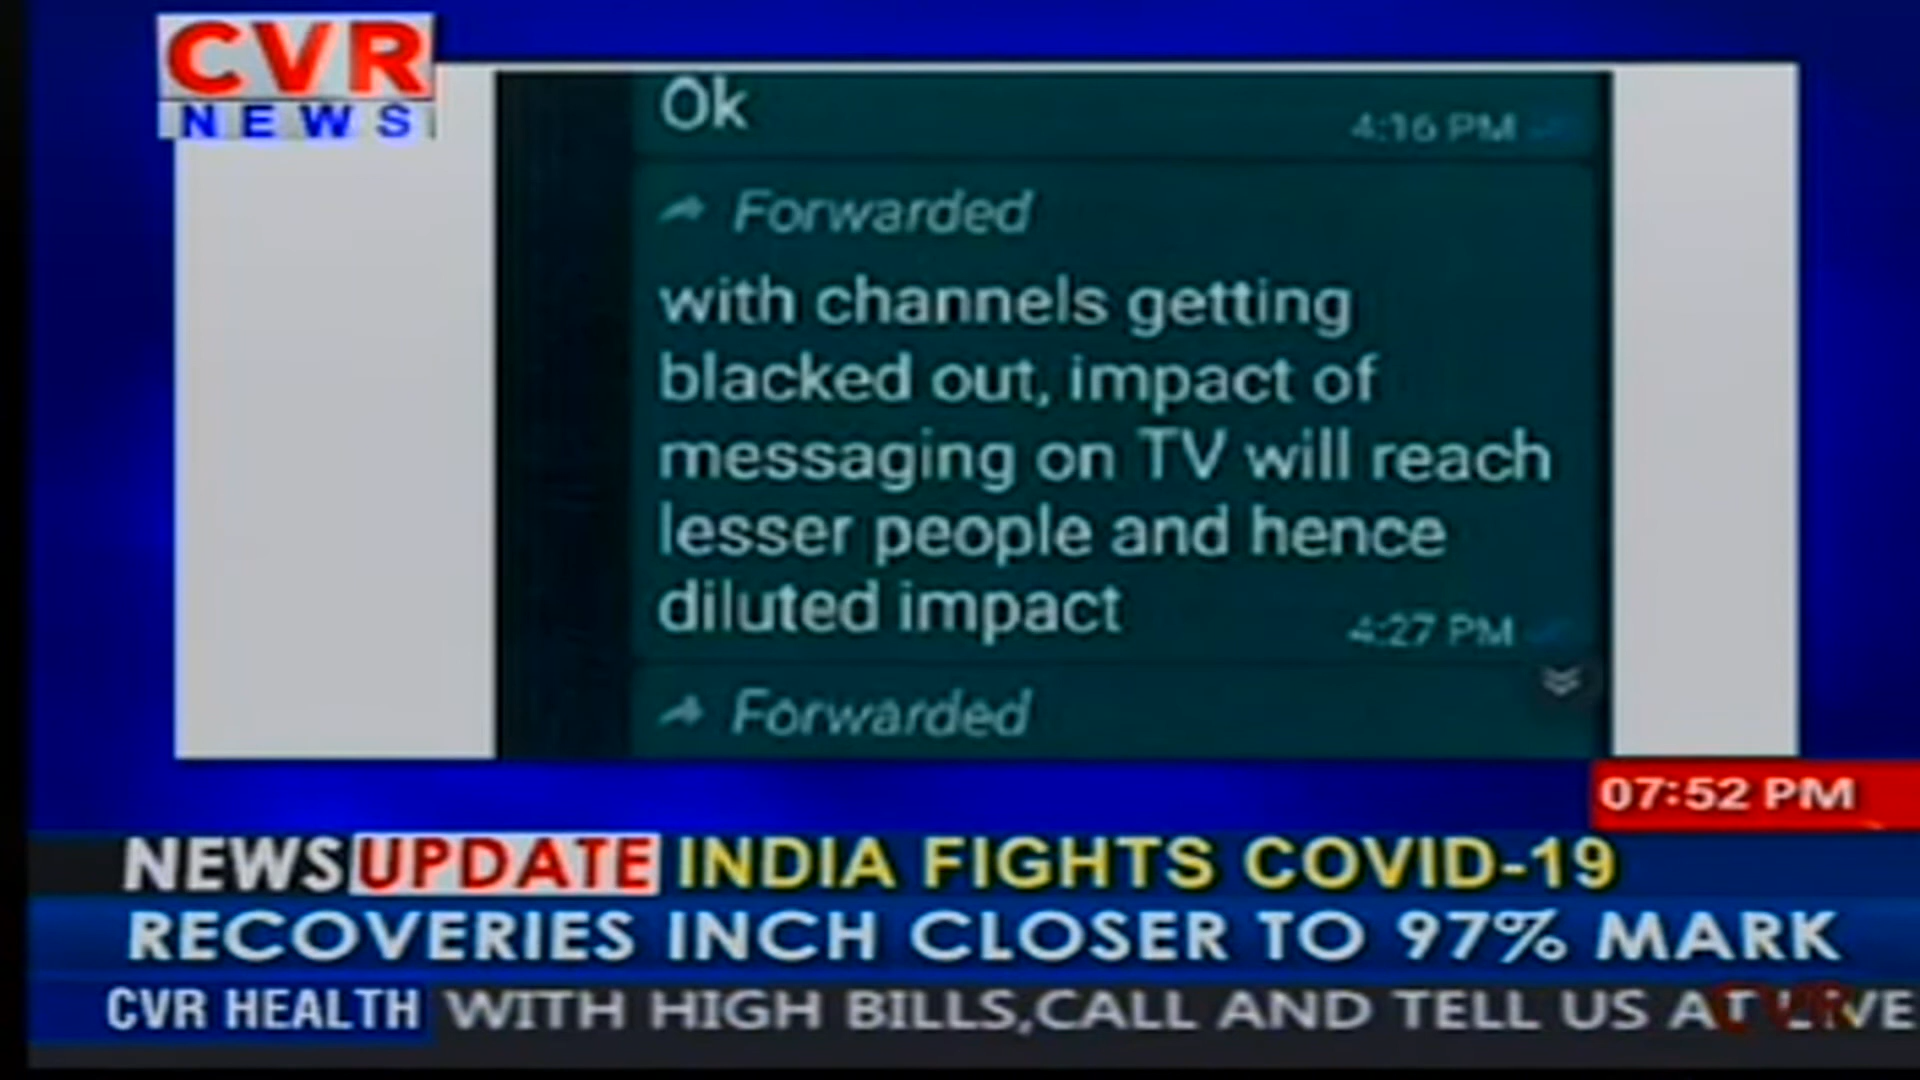 CVR
NEWS
Ok
4:16 PM
Forwarded
with channels getting
blacked out, impact of
messaging on TV will reach
lesser people and hence
diluted impact
4:27 PM
Forwarded
07:52 PM
NEWS UPDATE INDIA FIGHTS COVID-19
RECOVERIES INCH CLOSER TO 97% MARK
CVR HEALTH WITH HIGH BILLS,CALL AND TELL US AT LIVE
CVR